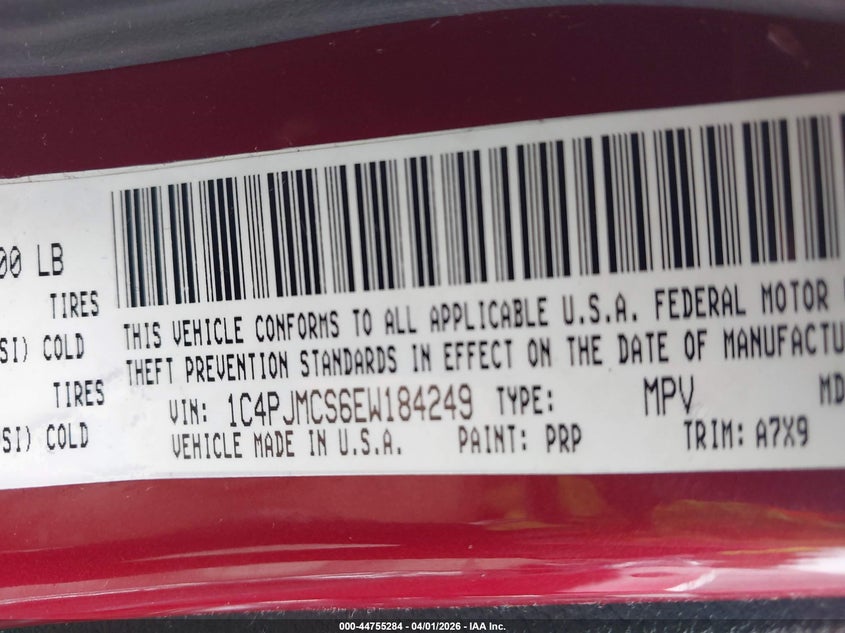 00 LB
TIRES
SI) COLD
TIRES
SI) COLD
THIS VEHICLE CONFORMS TO ALL APPLICABLE U.S.A. FEDERAL MOTOR
THEFT PREVENTION STANDARDS IN EFFECT ON THE DATE OF MANUFACTU
VIN: 1C4PJMCS6EW184249 TYPE: MPV MD
VEHICLE MADE IN U.S.A. PAINT: PRP TRIM: A7X9
000-44755284 - 04/01/2026 - IAA Inc.